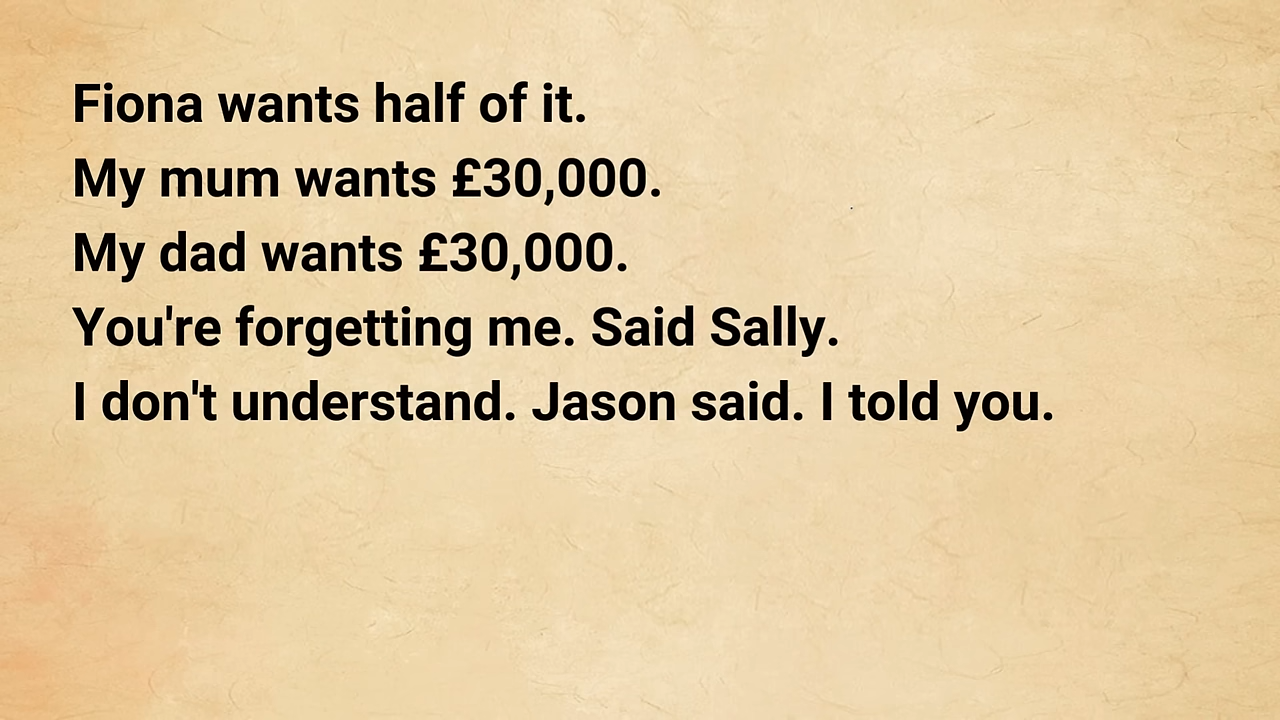 Fiona wants half of it.
My mum wants £30,000.
My dad wants £30,000.
You're forgetting me. Said Sally.
I don't understand. Jason said. I told you.